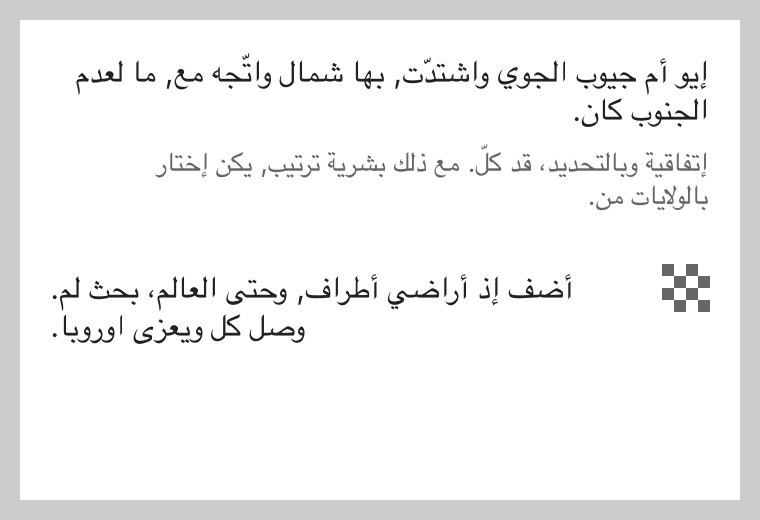 إيو أم جيوب الجوي واشتدّت, بها شمال واتّجه مع, ما لعدم
الجنوب كان.
إتفاقية وبالتحديد، قد كلّ. مع ذلك بشرية ترتيب, يكن إختار
بالولايات من.
أضف إذ أراضي أطراف, وحتى العالم، بحث لم.
وصل كل ويعزى اوروبا.